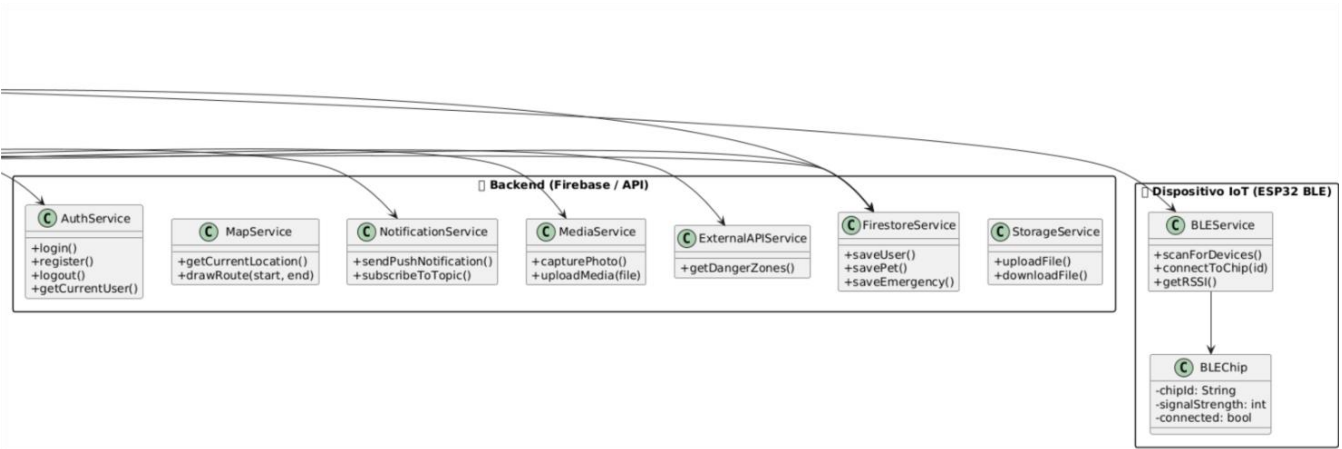 Backend (Firebase / API)
C AuthService
+login()
+register()
+logout()
+getCurrentUser()
C MapService
+getCurrentLocation()
+drawRoute(start, end)
C NotificationService
+sendPushNotification()
+subscribeToTopic()
C MediaService
+capturePhoto()
+uploadMedia(file)
C ExternalAPIService
+getDangerZones()
C FirestoreService
+saveUser()
+savePet()
+saveEmergency()
C StorageService
+uploadFile()
+downloadFile()
Dispositivo IoT (ESP32 BLE)
C BLEService
+scanForDevices()
+connectToChip(id)
+getRSSI()
C BLEChip
-chipId: String
-signalStrength: int
-connected: bool